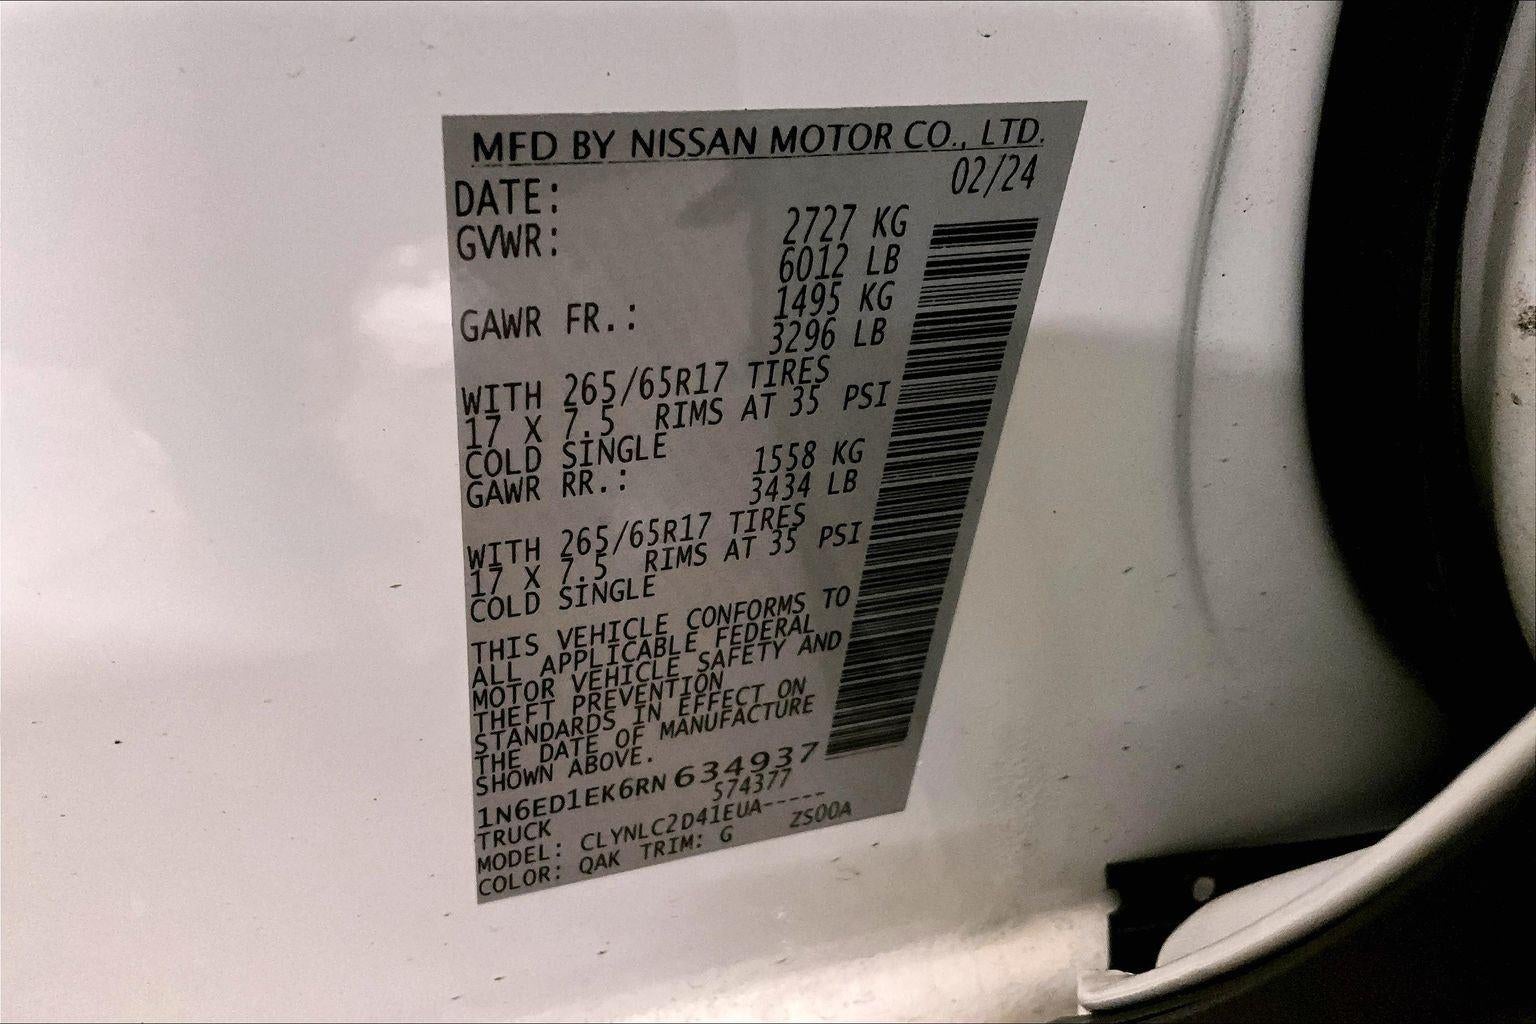 MFD BY NISSAN MOTOR CO., LTD.
DATE: 02/24
GVWR: 2727 KG
6012 LB
GAWR FR.: 1495 KG
3296 LB
WITH 265/65R17 TIRES
17 X 7.5 RIMS AT 35 PSI
COLD SINGLE
GAWR RR.: 1558 KG
3434 LB
WITH 265/65R17 TIRES
17 X 7.5 RIMS AT 35 PSI
COLD SINGLE
THIS VEHICLE CONFORMS TO
ALL APPLICABLE FEDERAL
MOTOR VEHICLE SAFETY AND
THEFT PREVENTION
STANDARDS IN EFFECT ON
THE DATE OF MANUFACTURE
SHOWN ABOVE.
1N6ED1EK6RN 634937
TRUCK 574377
MODEL: CLYNLC2D41EUA-----
COLOR: QAK TRIM: G ZS00A